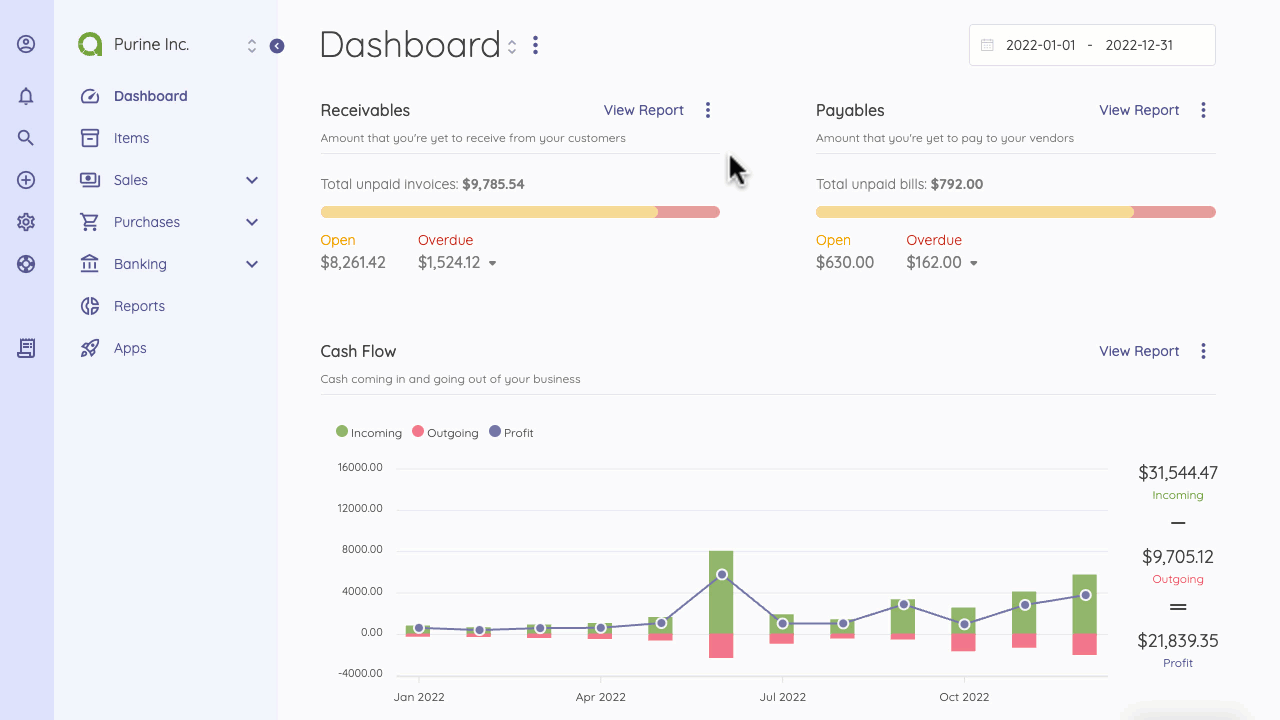 Purine Inc.
Dashboard
Items
Sales
Purchases
Banking
Reports
Apps
Dashboard
2022-01-01 - 2022-12-31
Receivables
View Report
Amount that you're yet to receive from your customers
Total unpaid invoices: $9,785.54
Open Overdue
$8,261.42 $1,524.12
Payables
View Report
Amount that you're yet to pay to your vendors
Total unpaid bills: $792.00
Open Overdue
$630.00 $162.00
Cash Flow
View Report
Cash coming in and going out of your business
Incoming Outgoing Profit
16000.00
12000.00
8000.00
4000.00
0.00
-4000.00
Jan 2022 Apr 2022 Jul 2022 Oct 2022
$31,544.47
Incoming
$9,705.12
Outgoing
$21,839.35
Profit